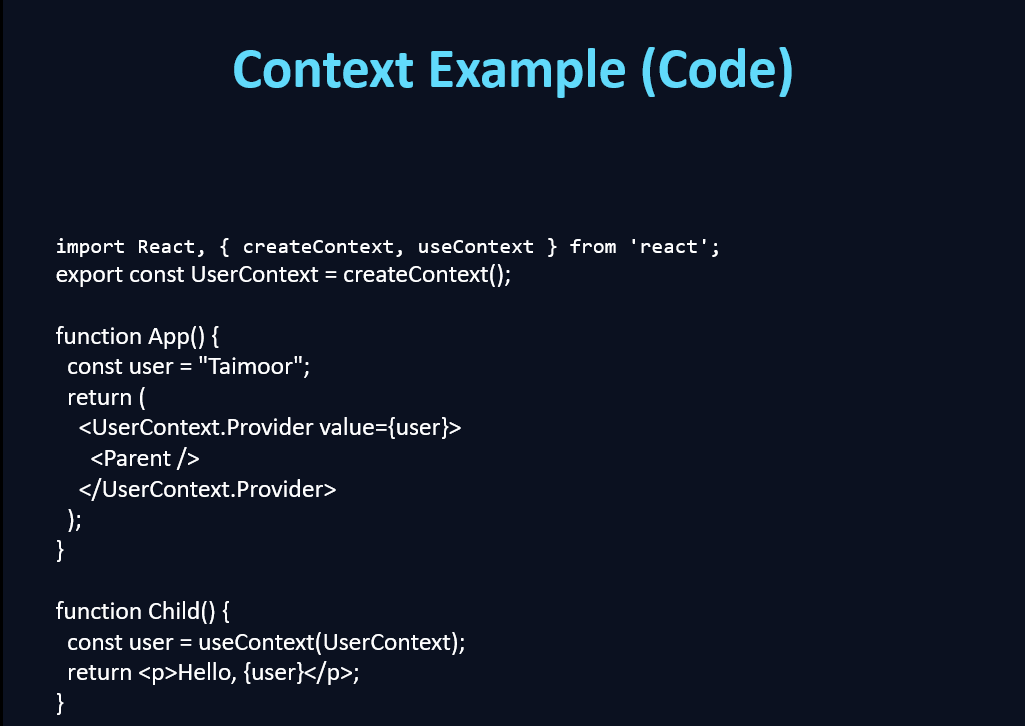 Context Example (Code)
import React, { createContext, useContext } from 'react';
export const UserContext = createContext();
function App() {
  const user = "Taimoor";
  return (
    <UserContext.Provider value={user}>
      <Parent />
    </UserContext.Provider>
  );
}
function Child() {
  const user = useContext(UserContext);
  return <p>Hello, {user}</p>;
}